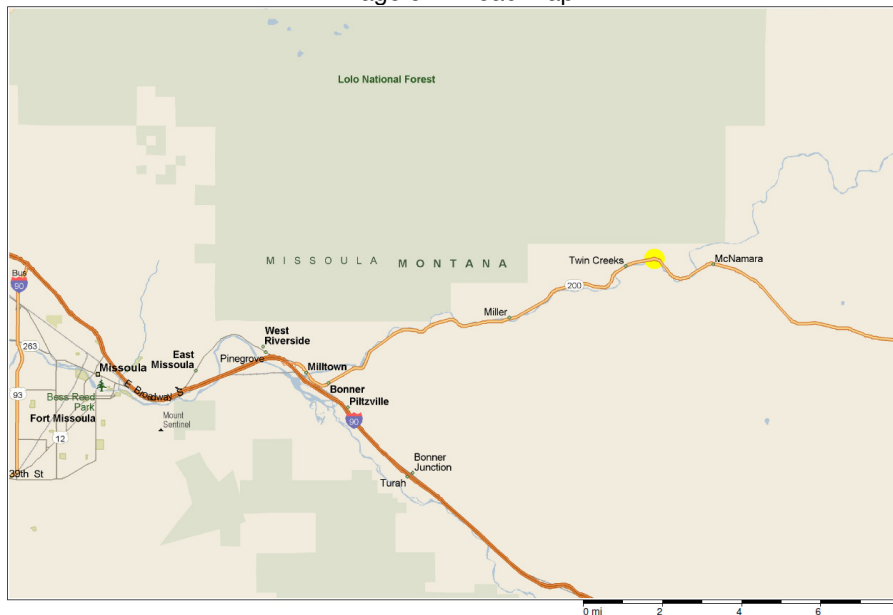 Lolo National Forest
MISSOULA MONTANA
Twin Creeks
McNamara
200
Miller
Bus
90
263
West
Riverside
East
Missoula
Pinegrove
Milltown
Missoula
E Broadway
Bonner
Piltzville
93
Bess Reed
Park
Fort Missoula
Mount
Sentinel
90
12
Bonner
Junction
39th St
Turah
0 mi 2 4 6